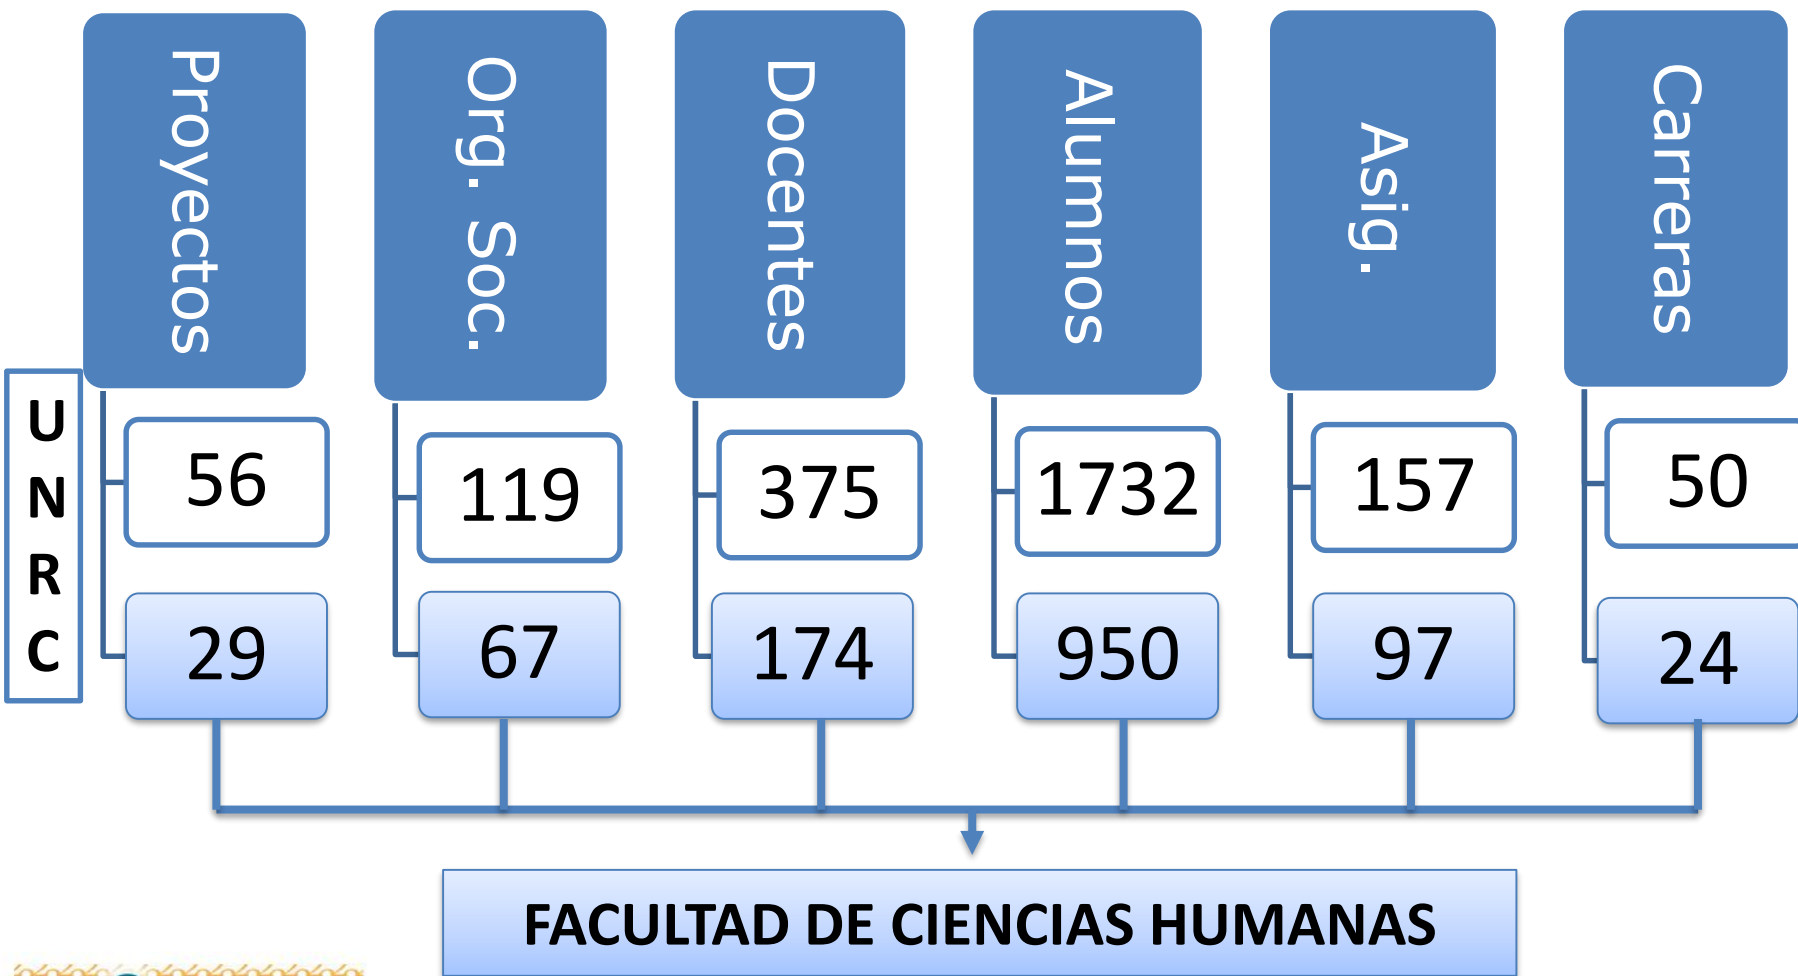 Proyectos
Org. Soc.
Docentes
Alumnos
Asig.
Carreras
U
N
R
C
56
119
375
1732
157
50
29
67
174
950
97
24
FACULTAD DE CIENCIAS HUMANAS